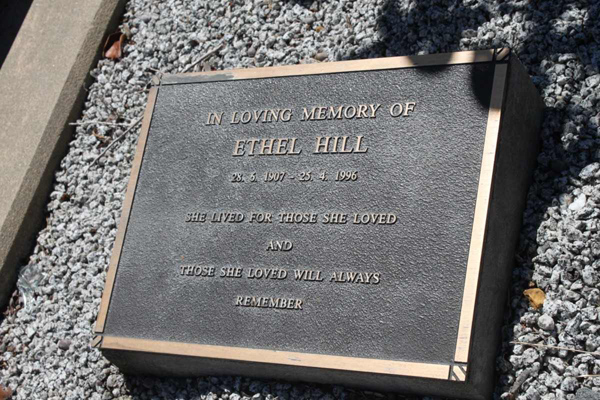 IN LOVING MEMORY OF
ETHEL HILL
28. 6. 1907 - 25. 4. 1996
SHE LIVED FOR THOSE SHE LOVED
AND
THOSE SHE LOVED WILL ALWAYS
REMEMBER